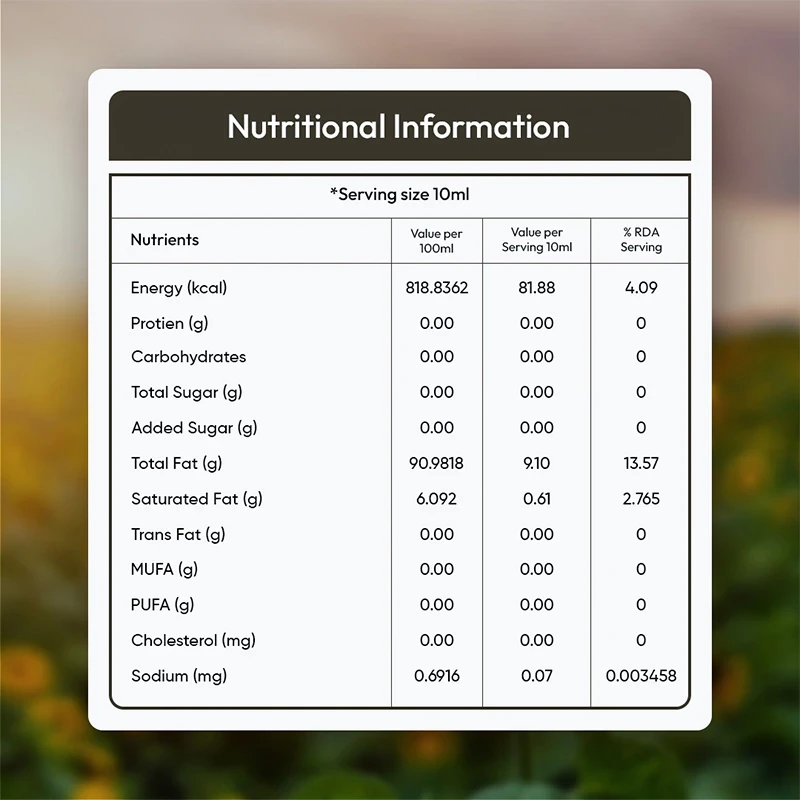 Nutritional Information
*Serving size 10ml
Nutrients Value per 100ml Value per Serving 10ml % RDA Serving
Energy (kcal) 818.8362 81.88 4.09
Protien (g) 0.00 0.00 0
Carbohydrates 0.00 0.00 0
Total Sugar (g) 0.00 0.00 0
Added Sugar (g) 0.00 0.00 0
Total Fat (g) 90.9818 9.10 13.57
Saturated Fat (g) 6.092 0.61 2.765
Trans Fat (g) 0.00 0.00 0
MUFA (g) 0.00 0.00 0
PUFA (g) 0.00 0.00 0
Cholesterol (mg) 0.00 0.00 0
Sodium (mg) 0.6916 0.07 0.003458